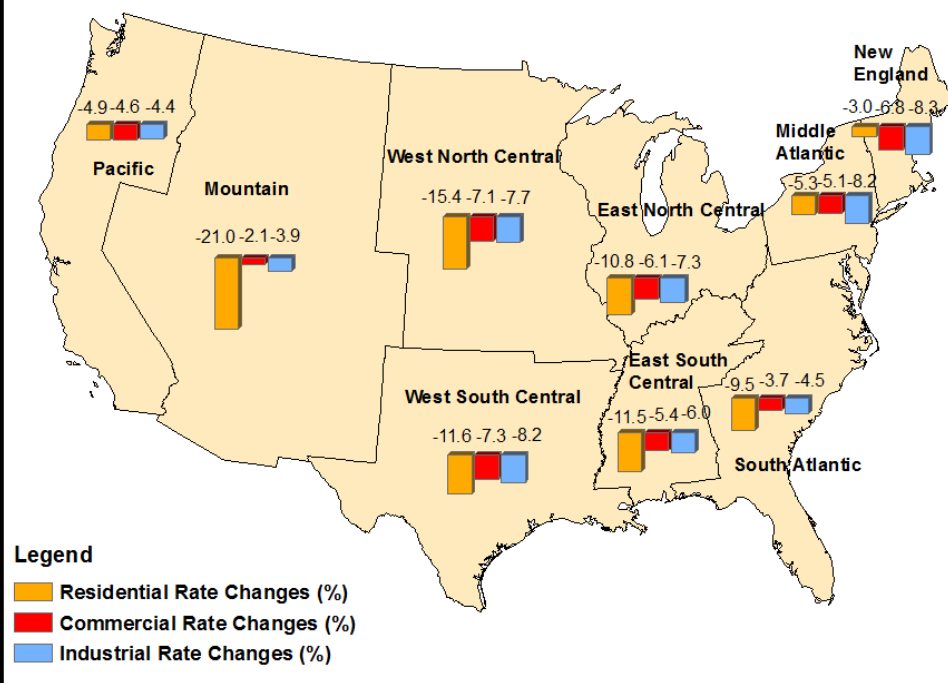 New
England
-3.0 -6.8 -8.3
-4.9 -4.6 -4.4
Pacific
Middle
Atlantic
-5.3 -5.1 -8.2
West North Central
-15.4 -7.1 -7.7
Mountain
-21.0 -2.1 -3.9
East North Central
-10.8 -6.1 -7.3
East South
Central
-11.5 -5.4 -6.0
-9.5 -3.7 -4.5
South Atlantic
West South Central
-11.6 -7.3 -8.2
Legend
Residential Rate Changes (%)
Commercial Rate Changes (%)
Industrial Rate Changes (%)